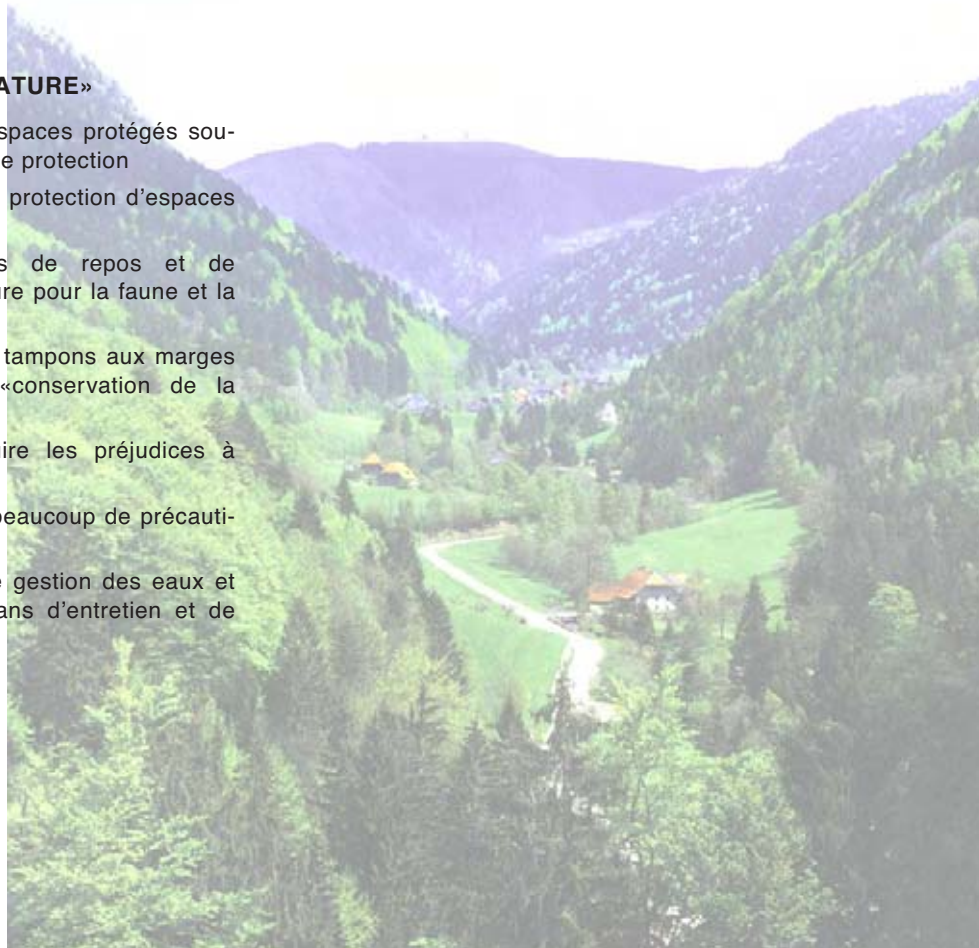 ATURE»
spaces protégés sou-
e protection
protection d'espaces
s de repos et de
ure pour la faune et la
tampons aux marges
«conservation de la
ire les préjudices à
beaucoup de précauti-
e gestion des eaux et
ans d'entretien et de